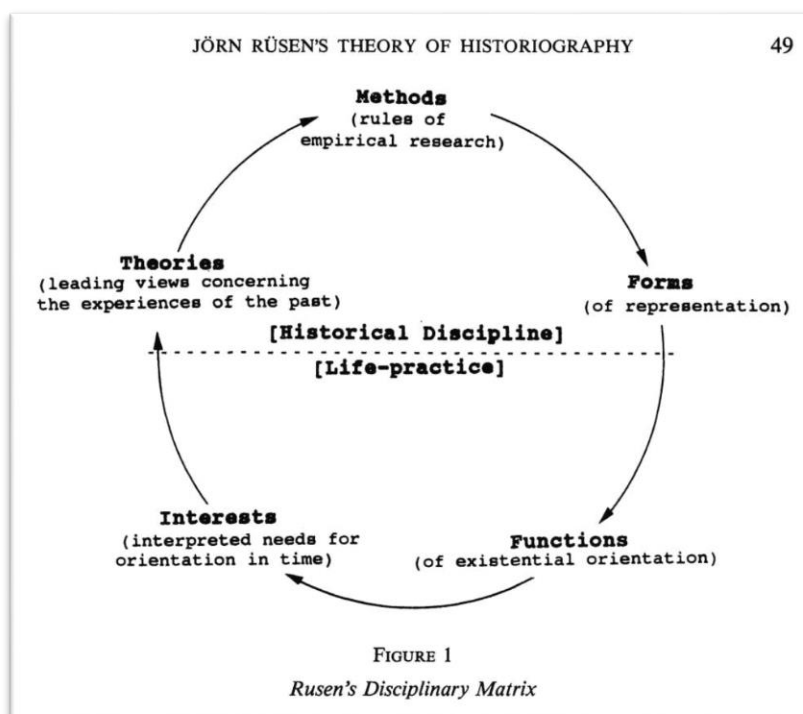 JÖRN RÜSEN'S THEORY OF HISTORIOGRAPHY 49
Methods
(rules of
empirical research)
Theories
(leading views concerning
the experiences of the past)
Forms
(of representation)
[Historical Discipline]
[Life-practice]
Interests
(interpreted needs for
orientation in time)
Functions
(of existential orientation)
FIGURE 1
Rusen's Disciplinary Matrix